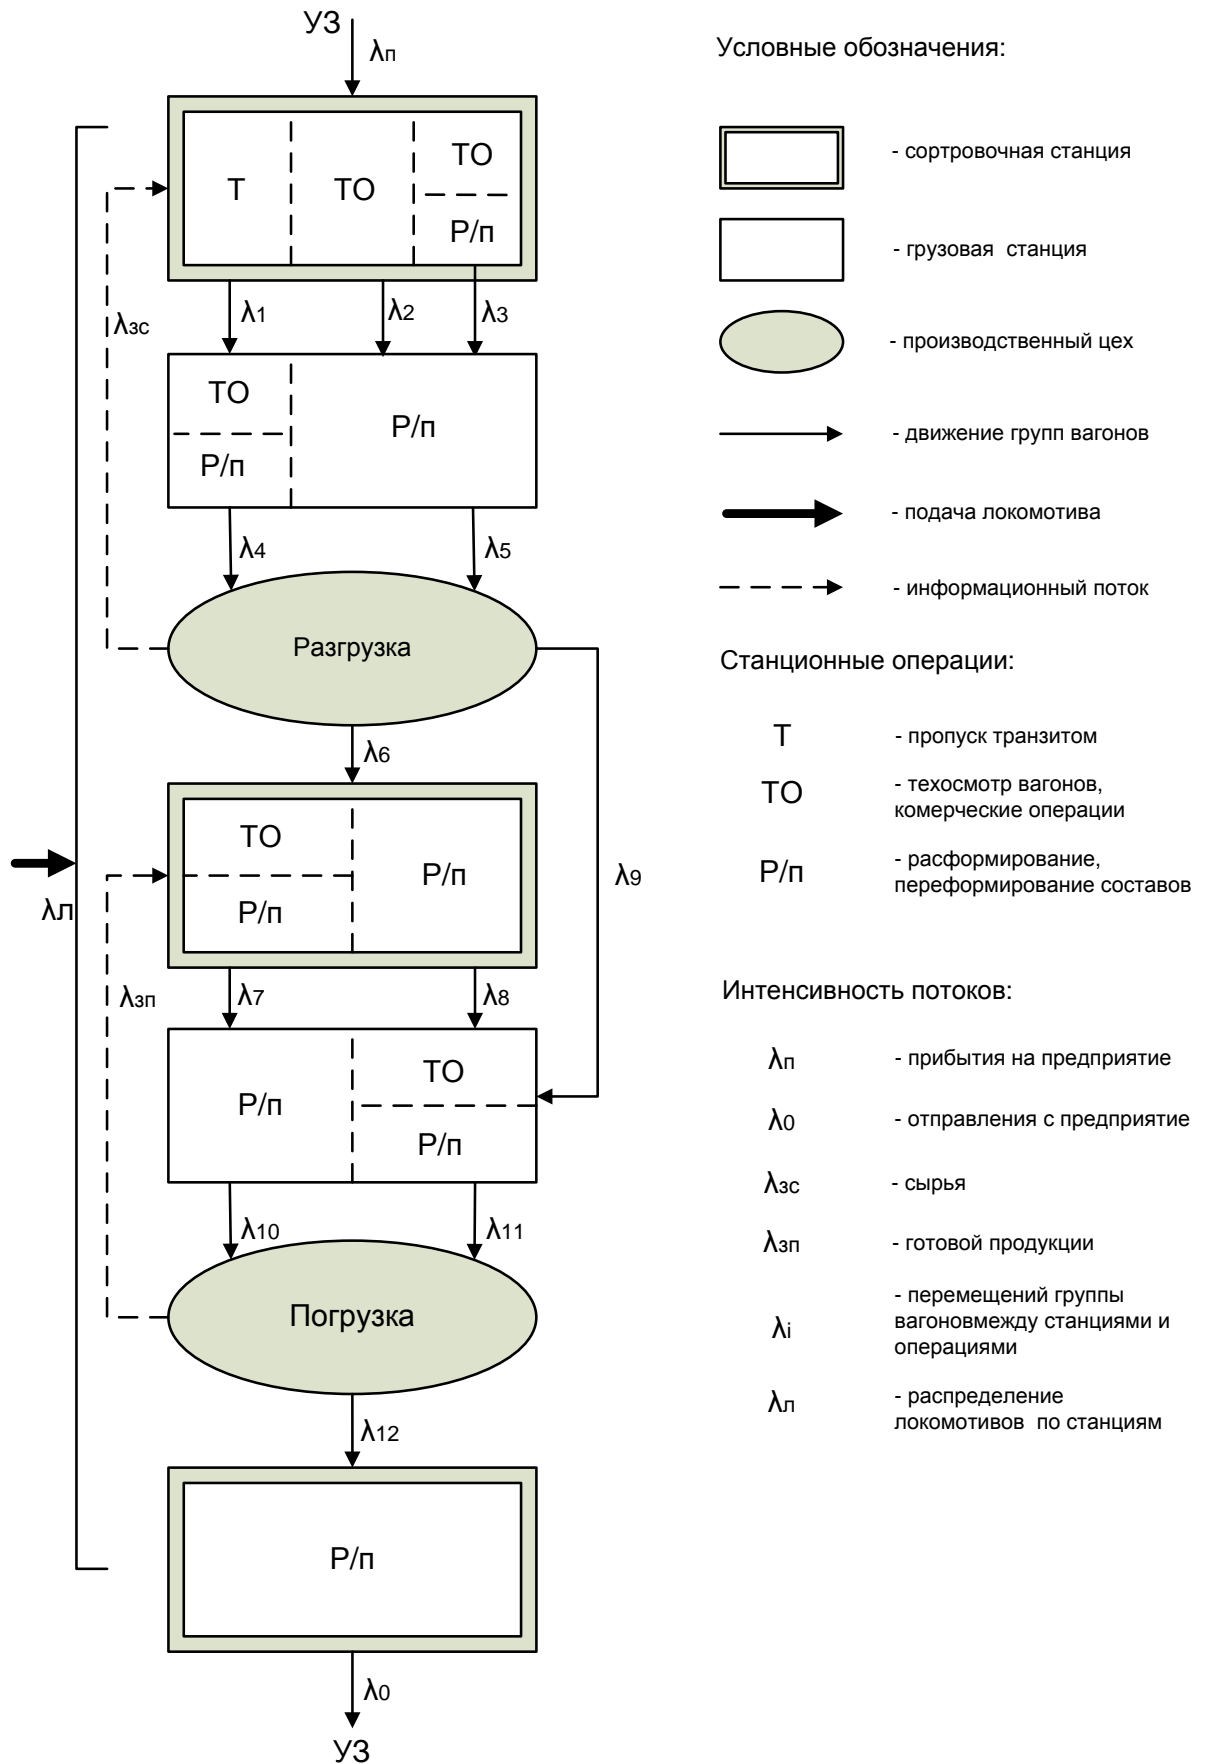 УЗ
λп
Т
ТО
ТО
Р/п
λ1
λ2
λ3
λзс
ТО
Р/п
Р/п
λ4
λ5
Разгрузка
λ6
ТО
Р/п
Р/п
λ9
λл
λзп
λ7
λ8
Р/п
ТО
Р/п
λ10
λ11
Погрузка
λ12
Р/п
λ0
УЗ
Условные обозначения:
- сортровочная станция
- грузовая станция
- производственный цех
- движение групп вагонов
- подача локомотива
- информационный поток
Станционные операции:
Т - пропуск транзитом
ТО - техосмотр вагонов,
комерческие операции
Р/п - расформирование,
переформирование составов
Интенсивность потоков:
λп - прибытия на предприятие
λ0 - отправления с предприятие
λзс - сырья
λзп - готовой продукции
λi - перемещений группы
вагоновмежду станциями и
операциями
λл - распределение
локомотивов по станциям